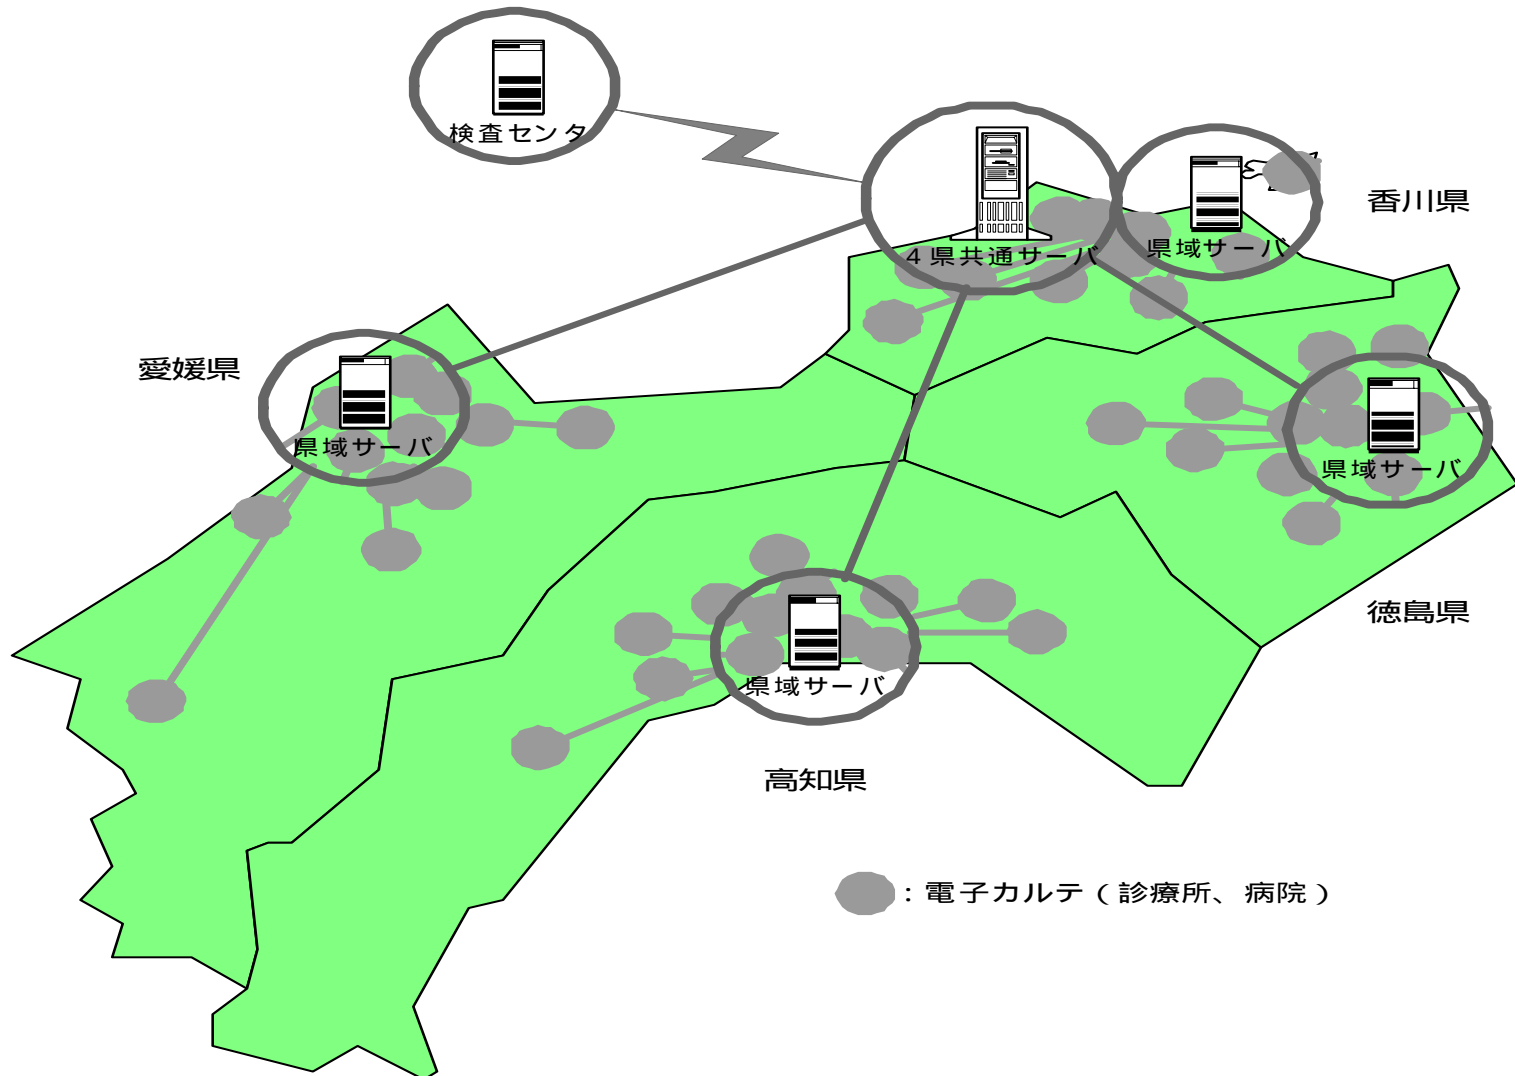 検査センタ
香川県
４県共通サーバ
県域サーバ
愛媛県
県域サーバ
県域サーバ
徳島県
県域サーバ
高知県
：電子カルテ（診療所、病院）